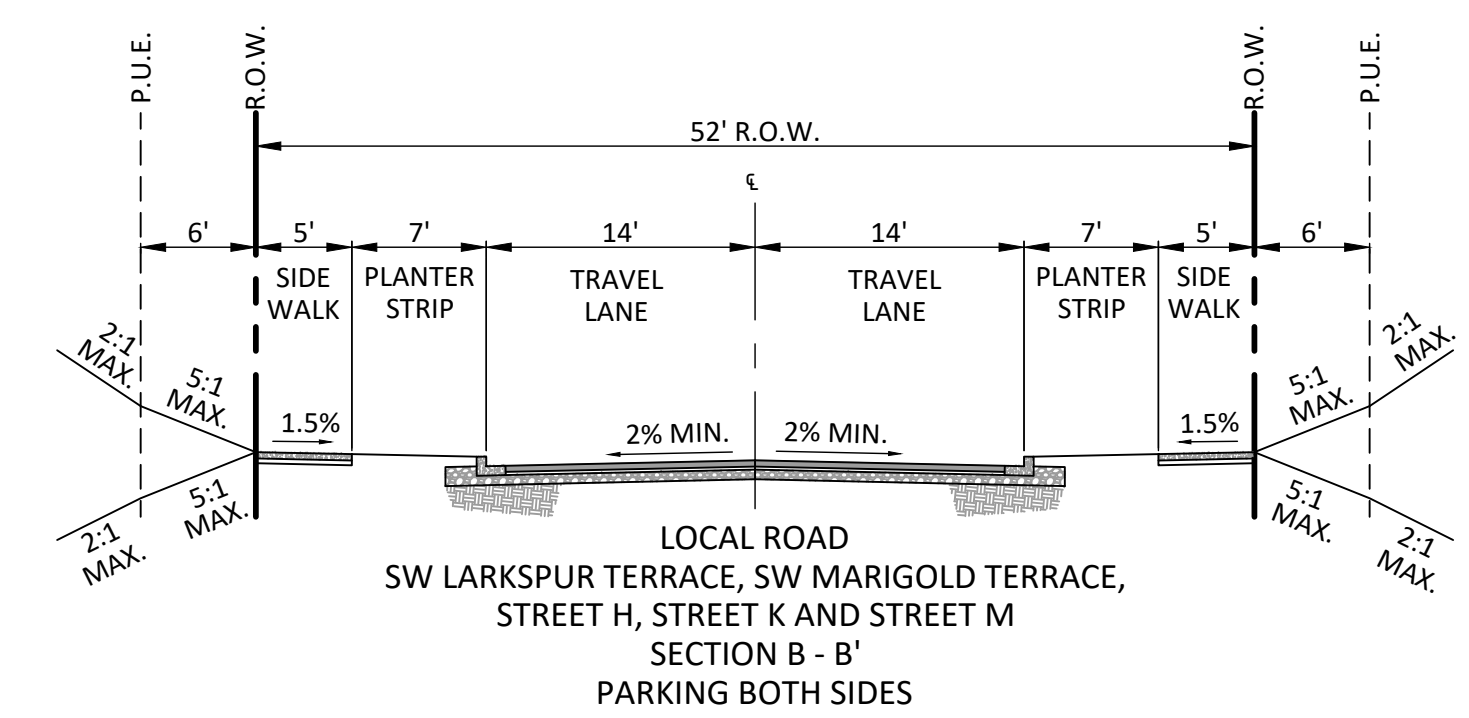 P.U.E.
R.O.W.
R.O.W.
P.U.E.
52' R.O.W.
℄
6'
5'
7'
14'
14'
7'
5'
6'
SIDE
WALK
PLANTER
STRIP
TRAVEL
LANE
TRAVEL
LANE
PLANTER
STRIP
SIDE
WALK
2:1
MAX.
5:1
MAX.
1.5%
2% MIN.
2% MIN.
1.5%
5:1
MAX.
2:1
MAX.
2:1
MAX.
5:1
MAX.
5:1
MAX.
2:1
MAX.
LOCAL ROAD
SW LARKSPUR TERRACE, SW MARIGOLD TERRACE,
STREET H, STREET K AND STREET M
SECTION B - B'
PARKING BOTH SIDES